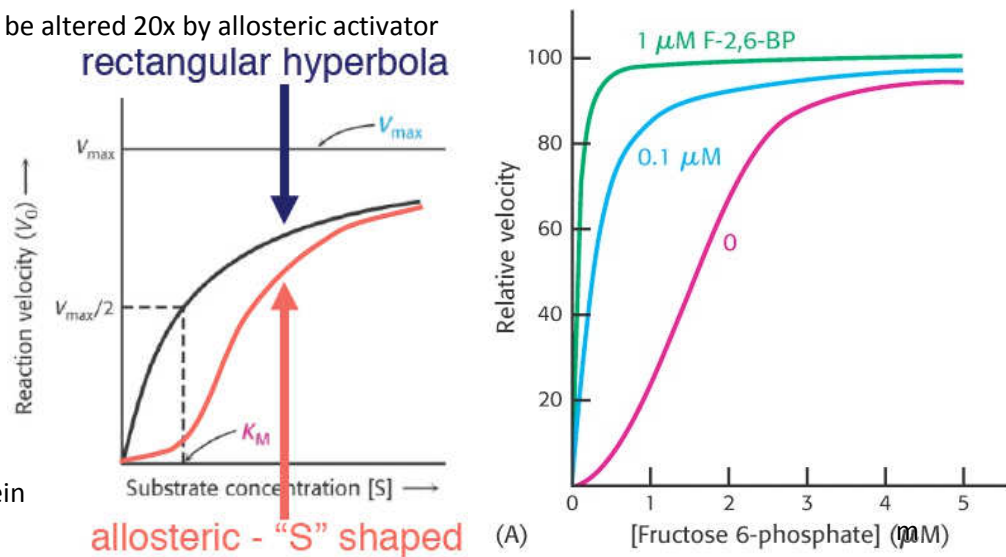 be altered 20x by allosteric activator
rectangular hyperbola
Vmax
Vmax
Vmax/2
KM
Reaction velocity (V0) →
Substrate concentration [S] →
ein
allosteric - “S” shaped
1 μM F-2,6-BP
0.1 μM
0
Relative velocity
100
80
60
40
20
0
1
2
3
4
5
(A)
[Fructose 6-phosphate] (mM)